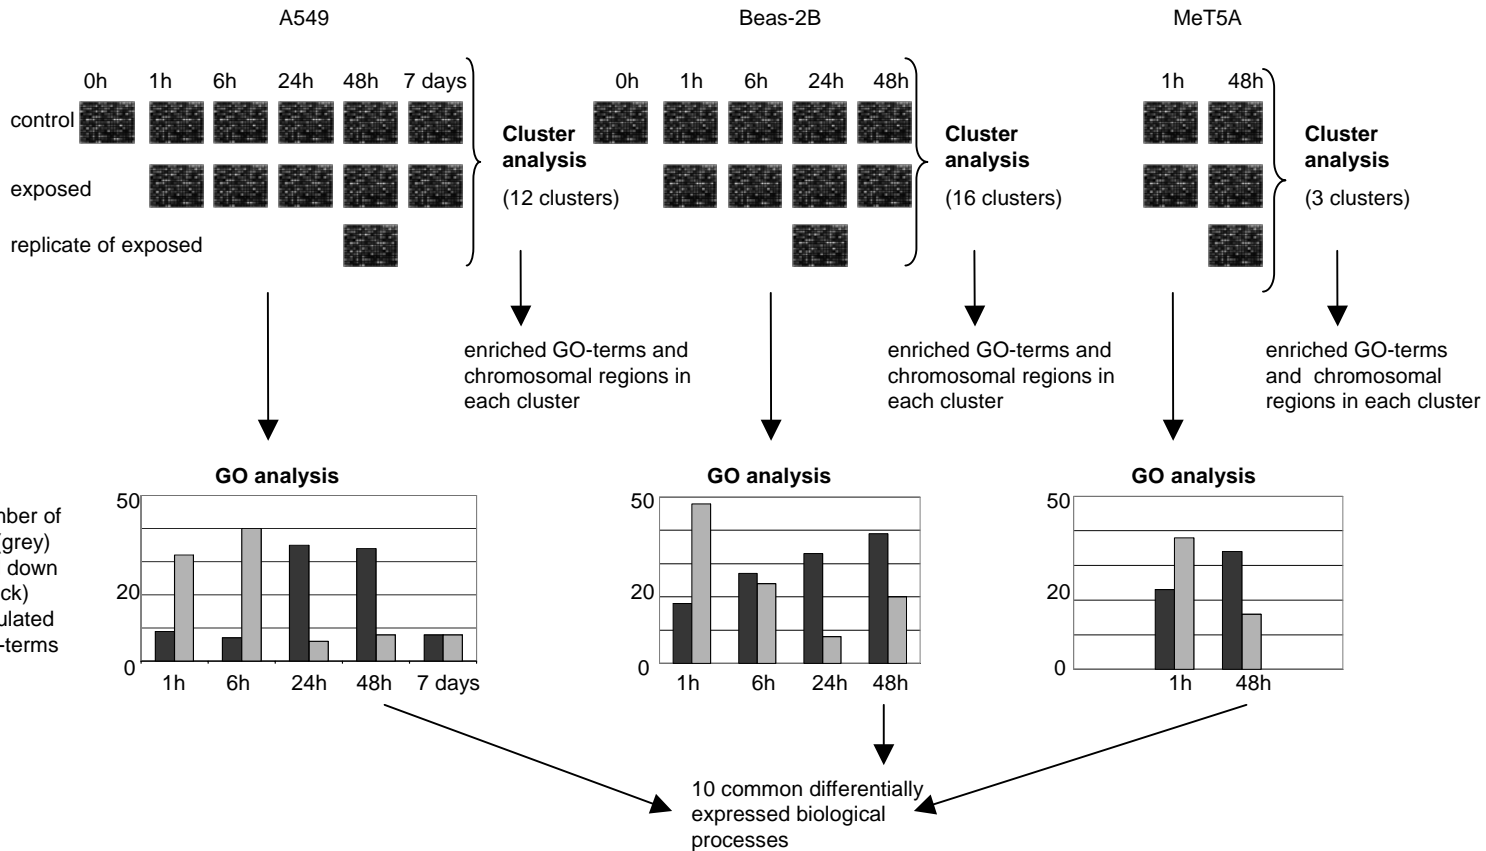 A549 Beas-2B MeT5A
0h 1h 6h 24h 48h 7 days
0h 1h 6h 24h 48h
1h 48h
control
exposed
replicate of exposed
Cluster
analysis
(12 clusters)
Cluster
analysis
(16 clusters)
Cluster
analysis
(3 clusters)
enriched GO-terms and
chromosomal regions in
each cluster
enriched GO-terms and
chromosomal regions in
each cluster
enriched GO-terms
and chromosomal
regions in each cluster
GO analysis
GO analysis
GO analysis
(grey)
down
-terms
50
20
0
1h 6h 24h 48h 7 days
50
20
0
1h 6h 24h 48h
50
20
0
1h 48h
10 common differentially
expressed biological
processes